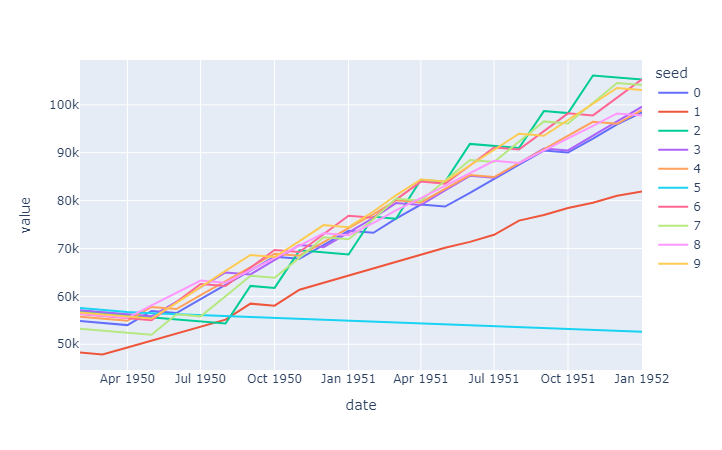 seed
0
1
2
3
4
5
6
7
8
9
100k
90k
80k
70k
60k
50k
value
Apr 1950
Jul 1950
Oct 1950
Jan 1951
Apr 1951
Jul 1951
Oct 1951
Jan 1952
date